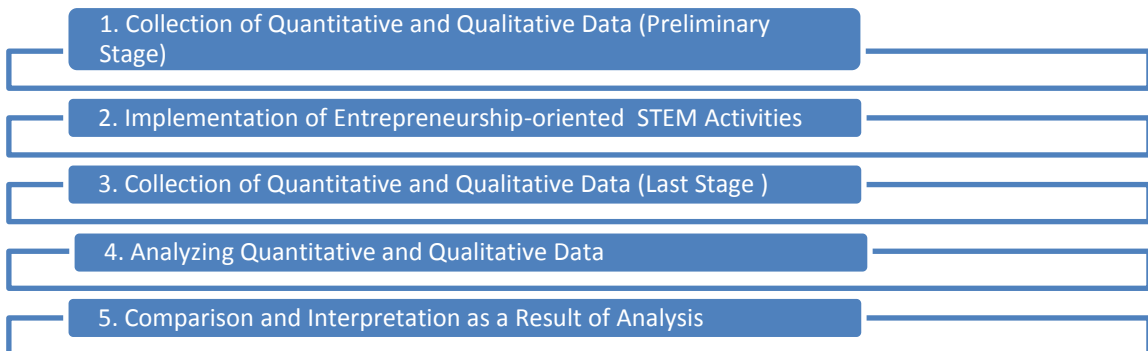 1. Collection of Quantitative and Qualitative Data (Preliminary
Stage)
2. Implementation of Entrepreneurship-oriented  STEM Activities
3. Collection of Quantitative and Qualitative Data (Last Stage )
4. Analyzing Quantitative and Qualitative Data
5. Comparison and Interpretation as a Result of Analysis